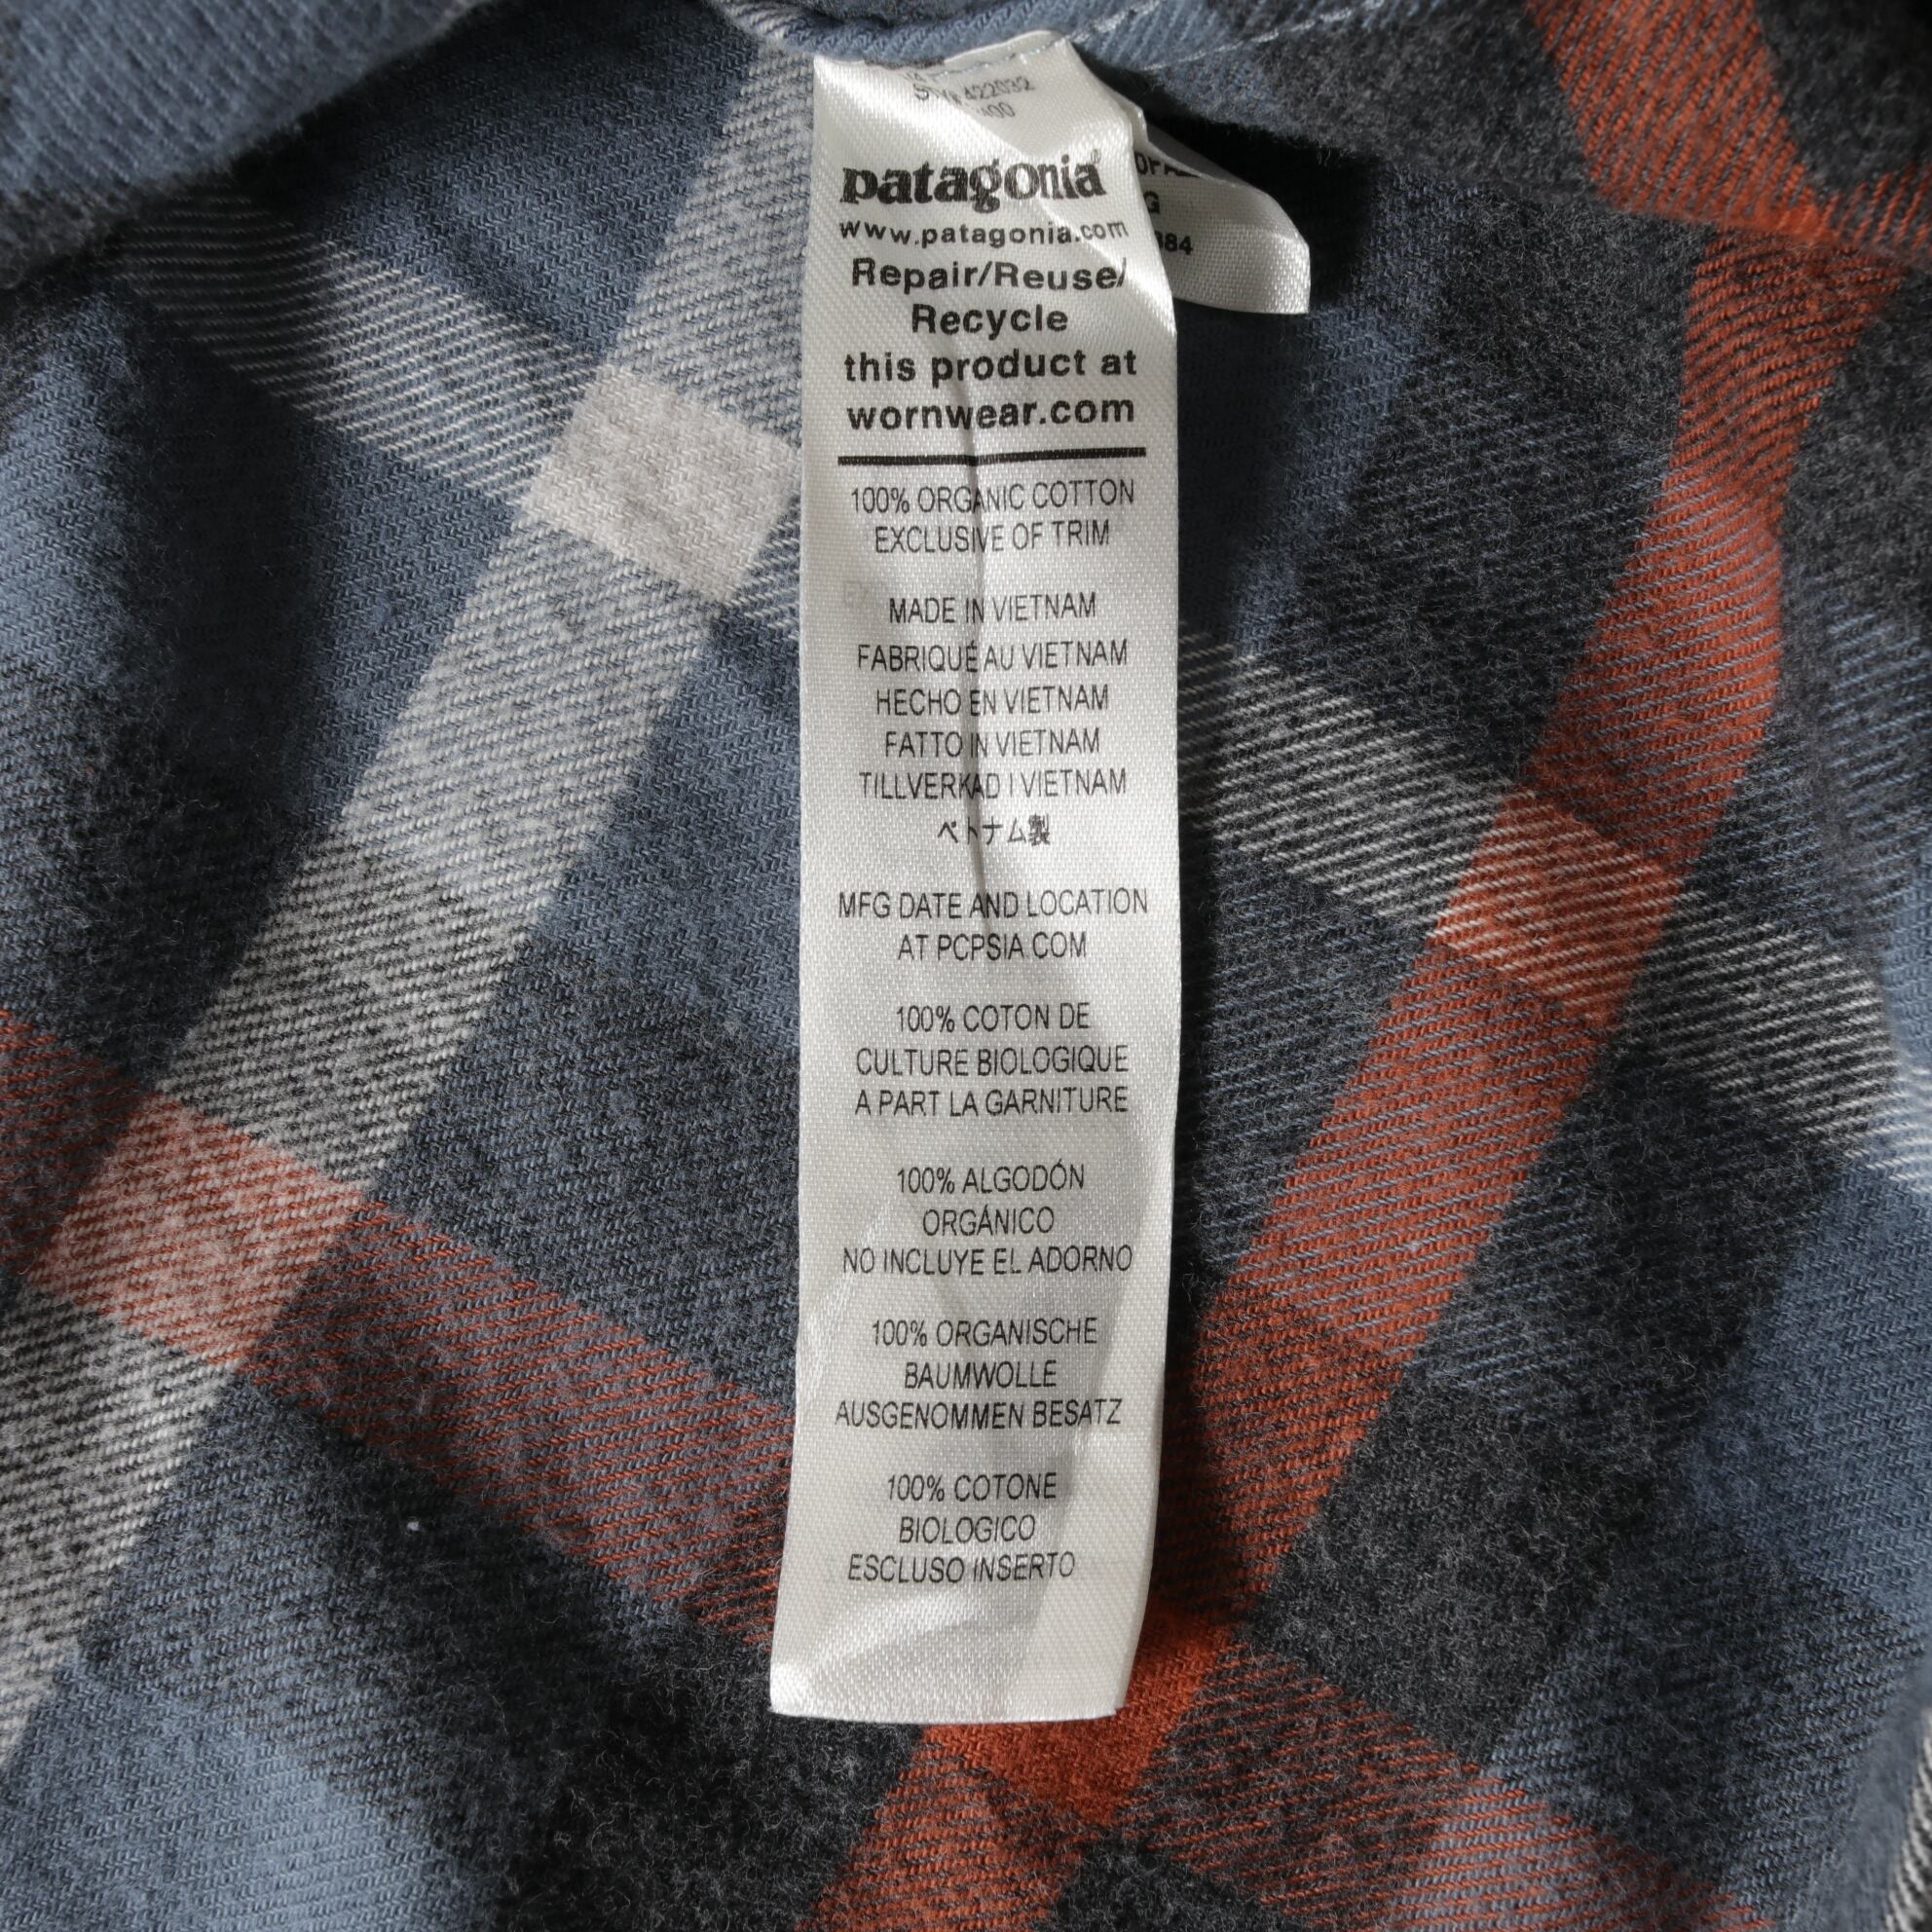 422032
patagonia®
www.patagonia.com
Repair/Reuse/
Recycle
this product at
wornwear.com
100% ORGANIC COTTON
EXCLUSIVE OF TRIM
MADE IN VIETNAM
FABRIQUÉ AU VIETNAM
HECHO EN VIETNAM
FATTO IN VIETNAM
TILLVERKAD I VIETNAM
ベトナム製
MFG DATE AND LOCATION
AT PCPSIA.COM
100% COTON DE
CULTURE BIOLOGIQUE
A PART LA GARNITURE
100% ALGODÓN
ORGÁNICO
NO INCLUYE EL ADORNO
100% ORGANISCHE
BAUMWOLLE
AUSGENOMMEN BESATZ
100% COTONE
BIOLOGICO
ESCLUSO INSERTO